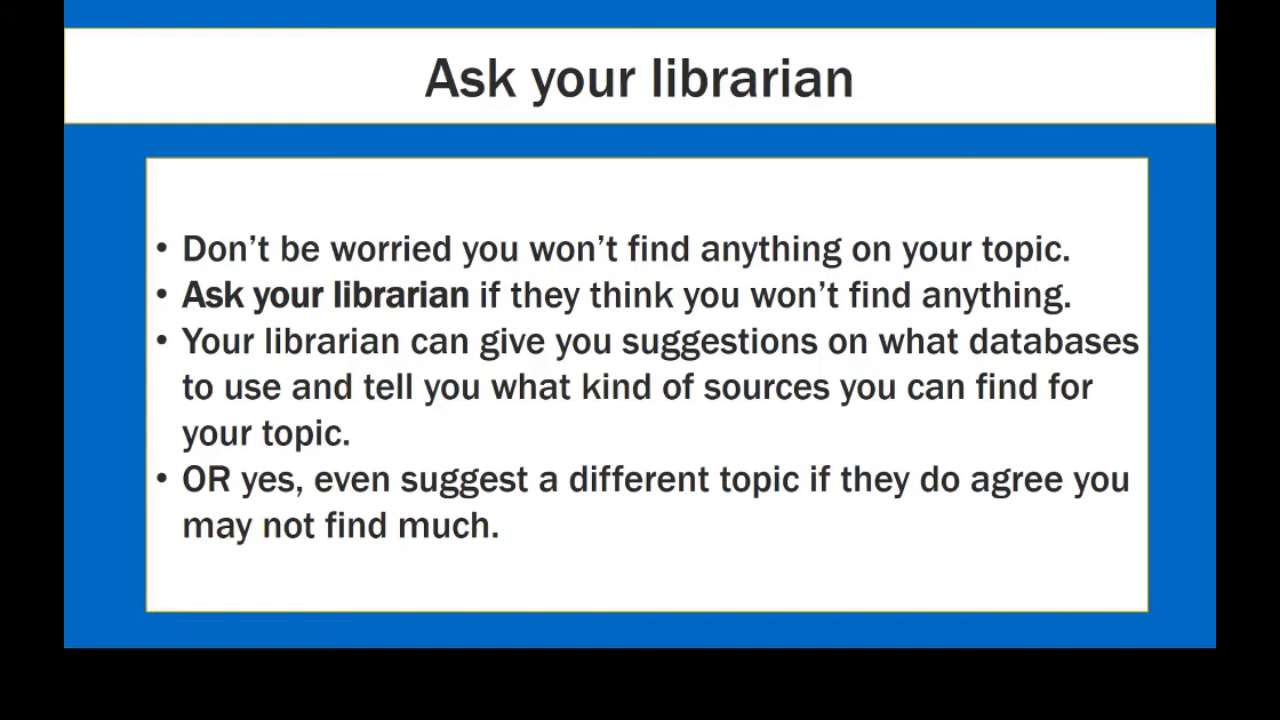 Ask your librarian
• Don’t be worried you won’t find anything on your topic.
• Ask your librarian if they think you won’t find anything.
• Your librarian can give you suggestions on what databases
to use and tell you what kind of sources you can find for
your topic.
• OR yes, even suggest a different topic if they do agree you
may not find much.